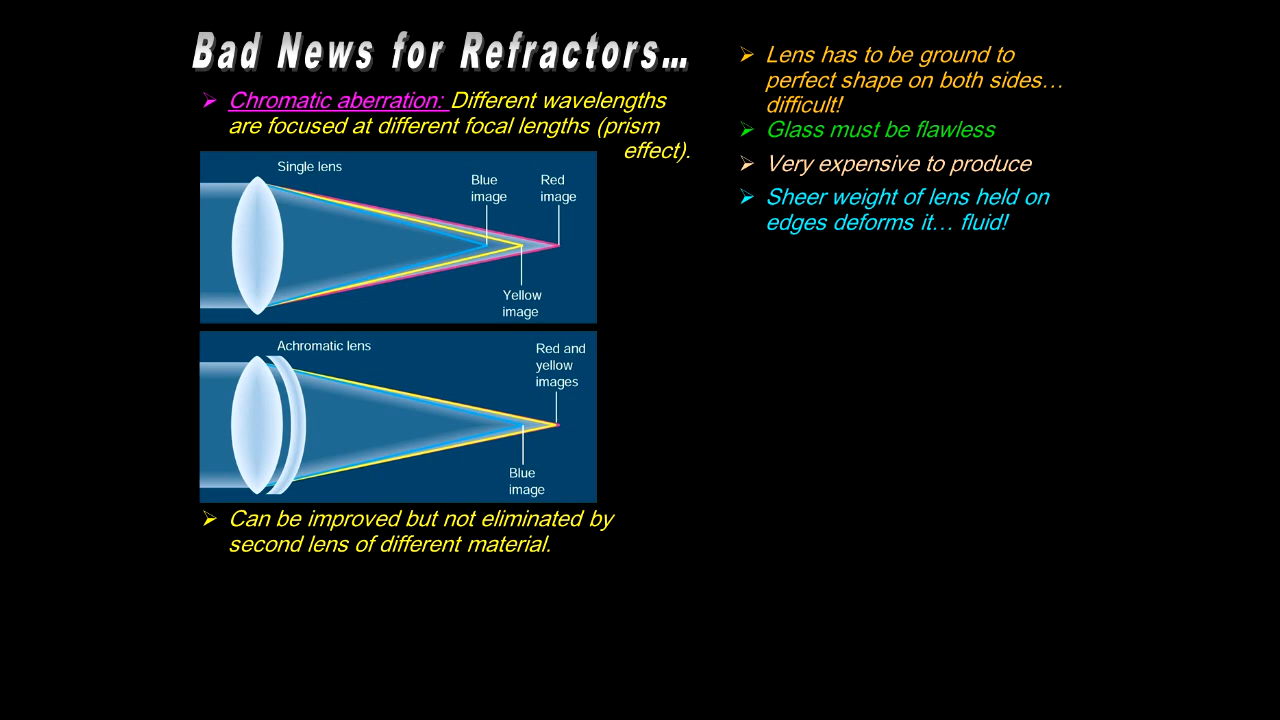 Bad News for Refractors…
Chromatic aberration: Different wavelengths
are focused at different focal lengths (prism
effect).
Single lens
Blue
image
Red
image
Yellow
image
Achromatic lens
Red and
yellow
images
Blue
image
Can be improved but not eliminated by
second lens of different material.
Lens has to be ground to
perfect shape on both sides…
difficult!
Glass must be flawless
Very expensive to produce
Sheer weight of lens held on
edges deforms it… fluid!